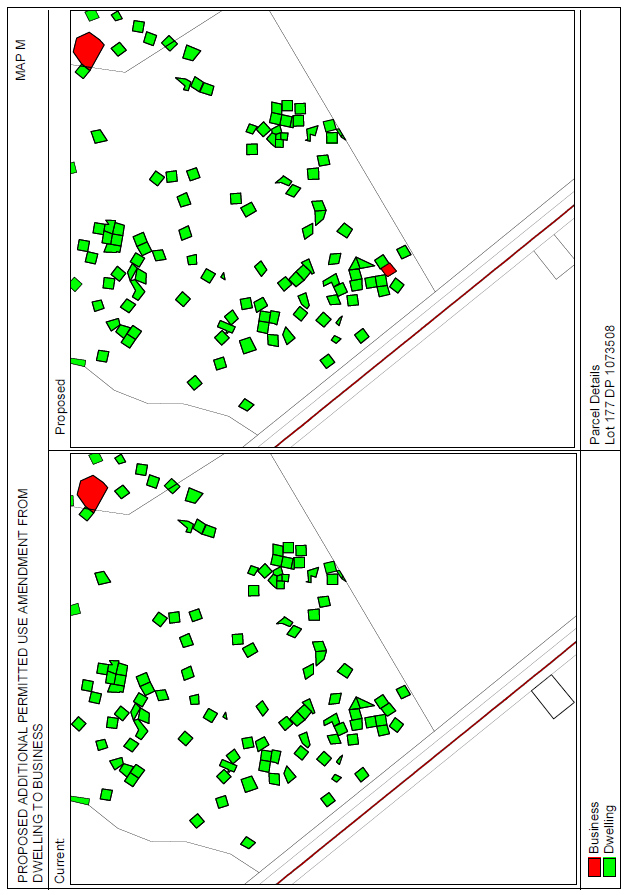 MAP M
PROPOSED ADDITIONAL PERMITTED USE AMENDMENT FROM
DWELLING TO BUSINESS
Current:
Proposed
Business
Dwelling
Parcel Details
Lot 177 DP 1073508